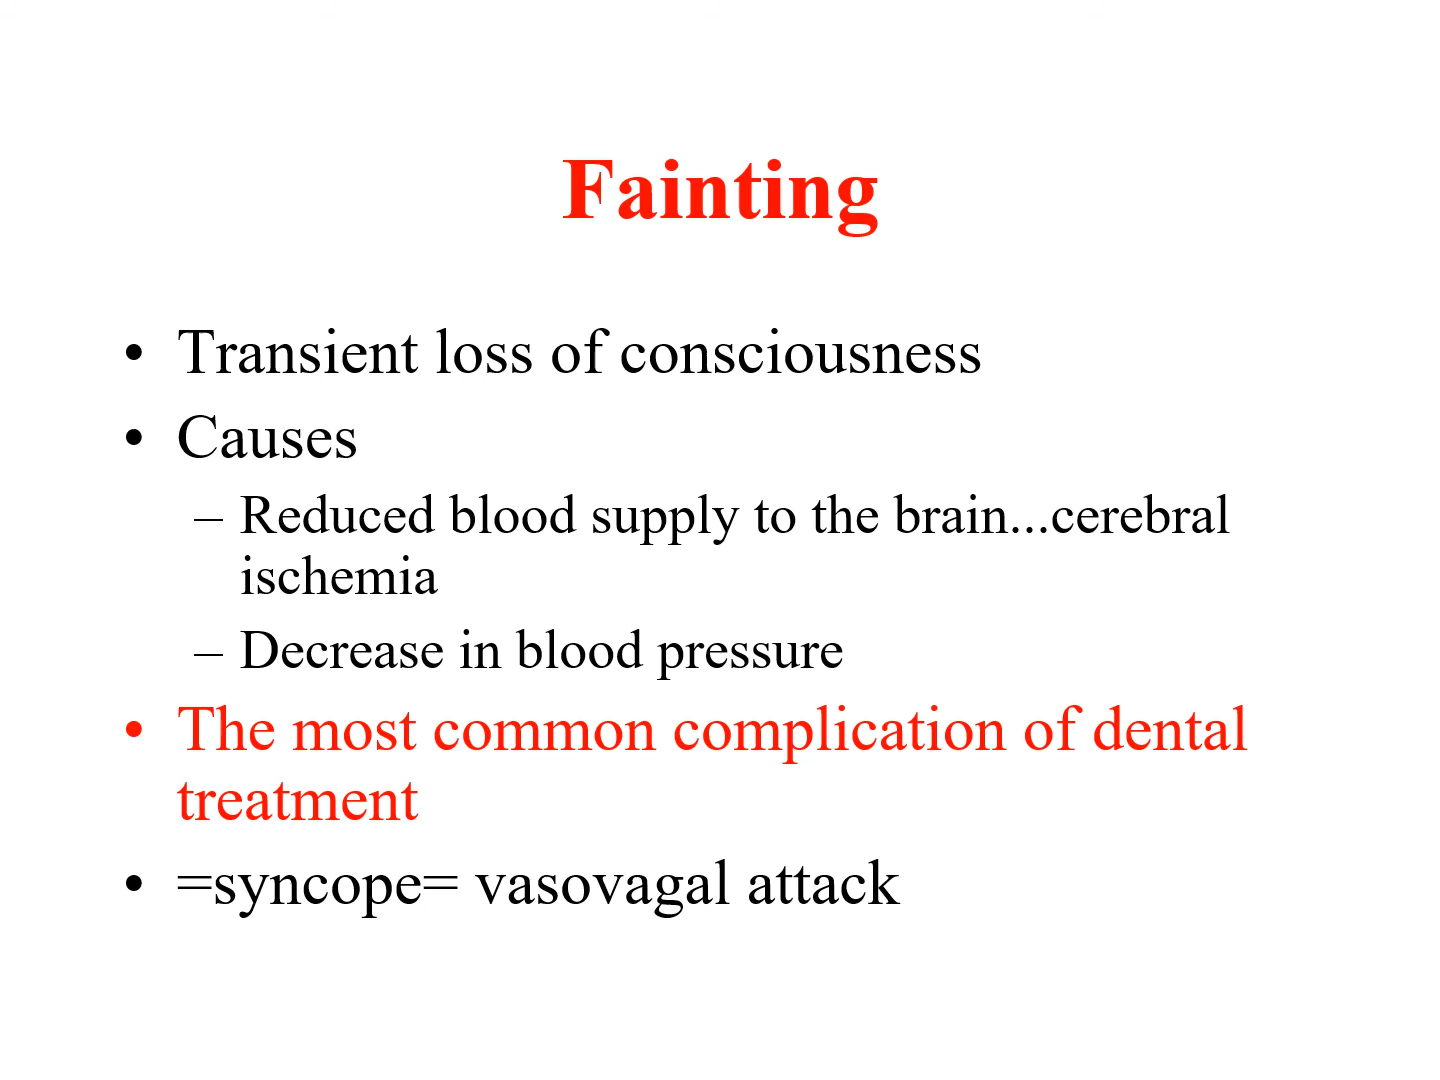 Fainting
• Transient loss of consciousness
• Causes
– Reduced blood supply to the brain...cerebral
ischemia
– Decrease in blood pressure
• The most common complication of dental
treatment
• =syncope= vasovagal attack